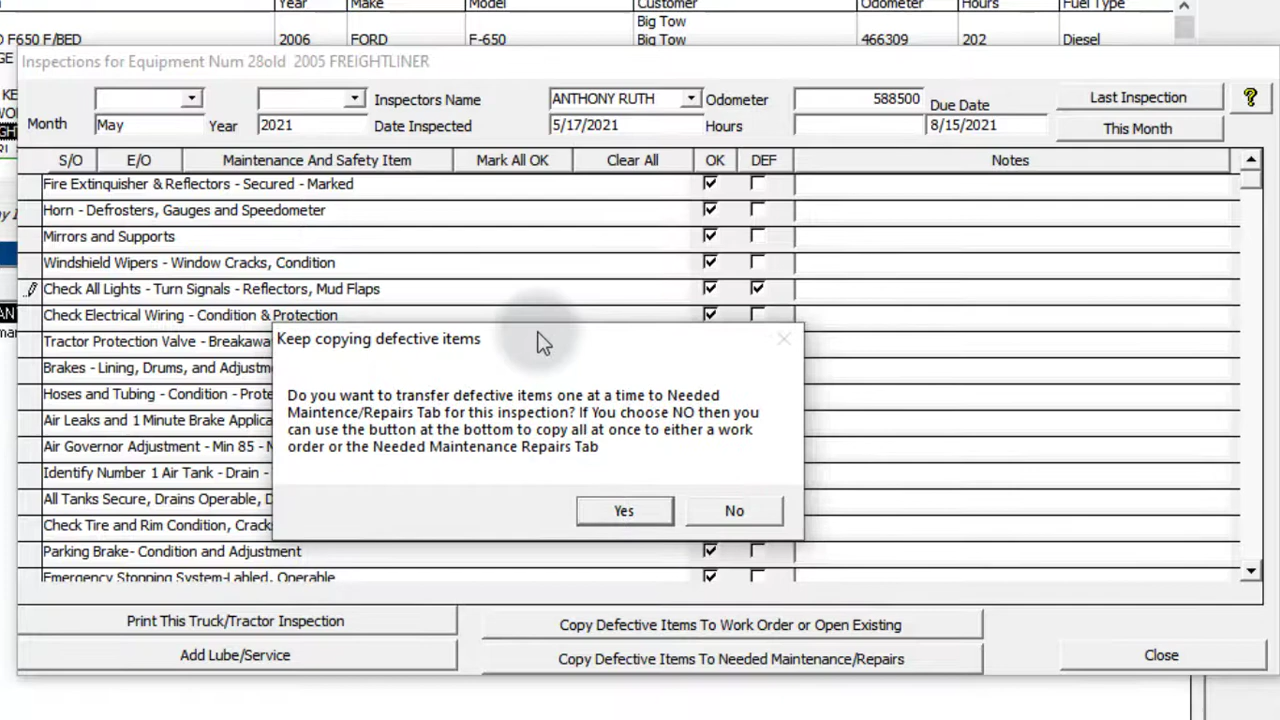 Year Make Model Customer Odometer Hours Fuel Type
Big Tow
F650 F/BED 2006 FORD F-650 Big Tow 466309 202 Diesel
Inspections for Equipment Num 28old 2005 FREIGHTLINER
Inspectors Name ANTHONY RUTH Odometer 588500 Due Date Last Inspection ?
Month May Year 2021 Date Inspected 5/17/2021 Hours 8/15/2021 This Month
S/O E/O Maintenance And Safety Item Mark All OK Clear All OK DEF Notes
Fire Extinguisher & Reflectors - Secured - Marked
Horn - Defrosters, Gauges and Speedometer
Mirrors and Supports
Windshield Wipers - Window Cracks, Condition
Check All Lights - Turn Signals - Reflectors, Mud Flaps
Check Electrical Wiring - Condition & Protection
Tractor Protection Valve - Breakawa
Brakes - Lining, Drums, and Adjus
Hoses and Tubing - Condition - Prote
Air Leaks and 1 Minute Brake Applica
Air Governor Adjustment - Min 85 - M
Identify Number 1 Air Tank - Drain -
All Tanks Secure, Drains Operable, D
Check Tire and Rim Condition, Crack
Parking Brake- Condition and Adjustment
Emergency Stopping System-Labled, Operable
Keep copying defective items
Do you want to transfer defective items one at a time to Needed
Maintence/Repairs Tab for this inspection? If You choose NO then you
can use the button at the bottom to copy all at once to either a work
order or the Needed Maintenance Repairs Tab
Yes No
Print This Truck/Tractor Inspection Copy Defective Items To Work Order or Open Existing
Add Lube/Service Copy Defective Items To Needed Maintenance/Repairs Close